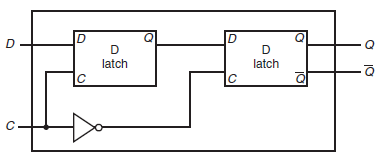 D D Q D Q Q
D
latch
D
latch
C C Q̅ Q̅
C